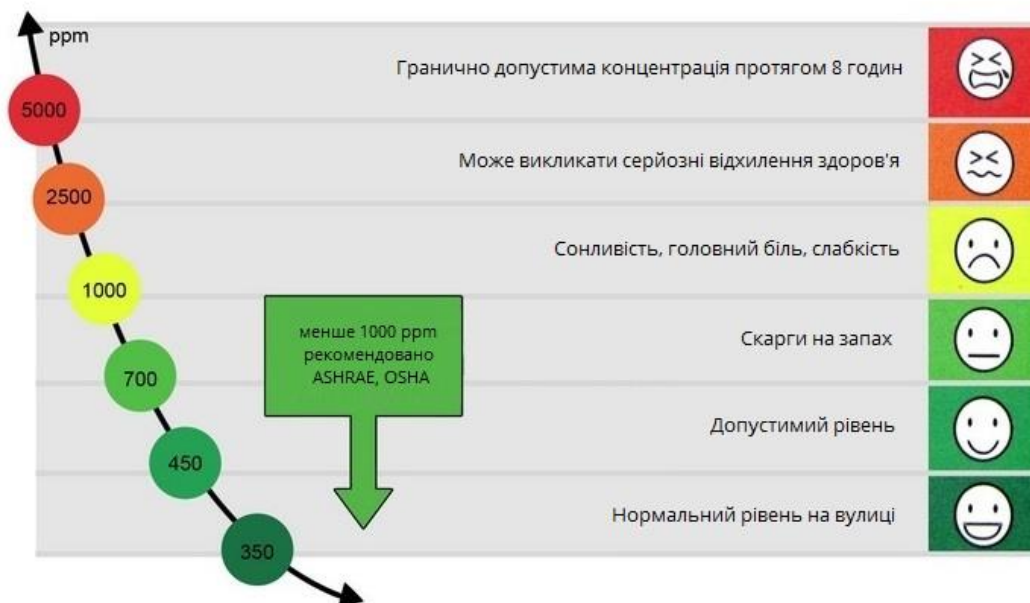 ppm
5000
Гранично допустима концентрація протягом 8 годин
2500
Може викликати серйозні відхилення здоров'я
1000
Сонливість, головний біль, слабкість
менше 1000 ppm
рекомендовано
ASHRAE, OSHA
700
Скарги на запах
450
Допустимий рівень
350
Нормальний рівень на вулиці